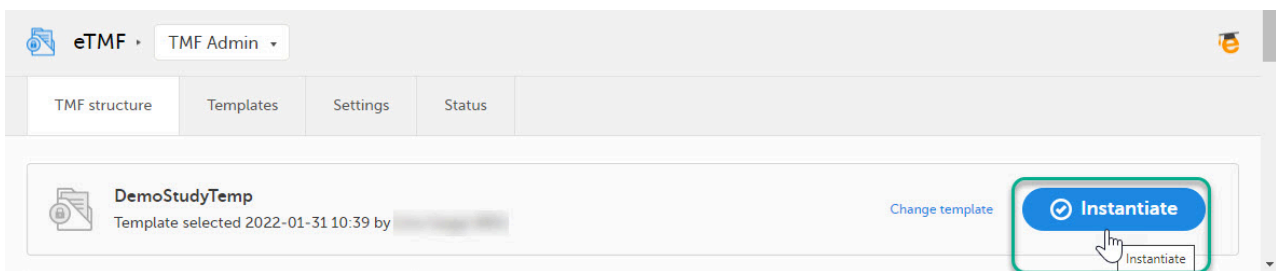 eTMF
TMF Admin
TMF structure
Templates
Settings
Status
DemoStudyTemp
Template selected 2022-01-31 10:39 by
Change template
Instantiate
Instantiate